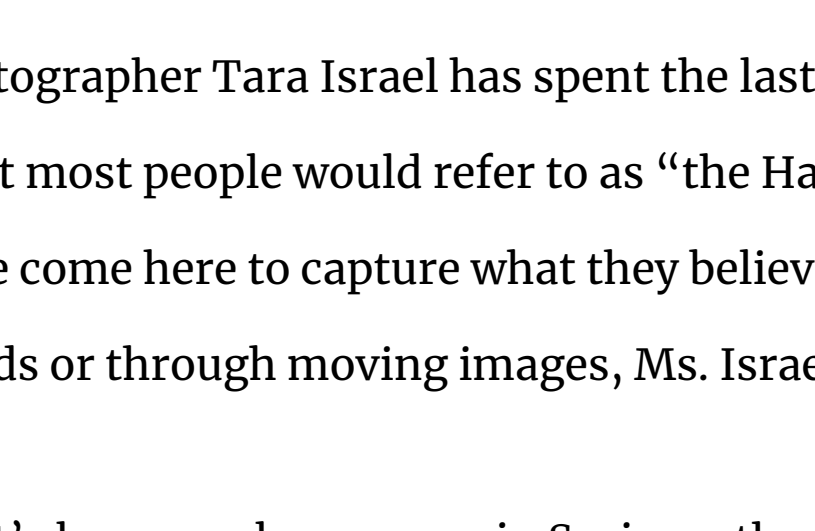 tographer Tara Israel has spent the last
t most people would refer to as “the Ha
e come here to capture what they believ
ds or through moving images, Ms. Israe